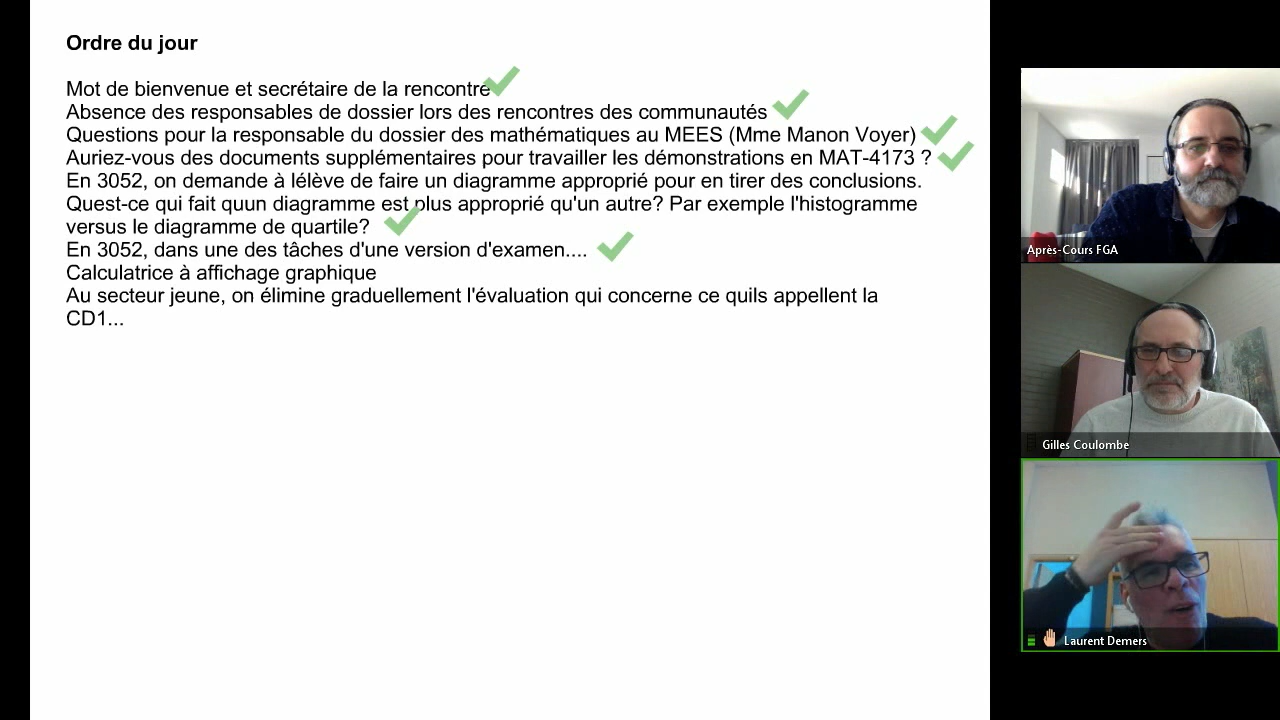 Ordre du jour
Mot de bienvenue et secrétaire de la rencontre
Absence des responsables de dossier lors des rencontres des communautés
Questions pour la responsable du dossier des mathématiques au MEES (Mme Manon Voyer)
Auriez-vous des documents supplémentaires pour travailler les démonstrations en MAT-4173 ?
En 3052, on demande à lélève de faire un diagramme approprié pour en tirer des conclusions.
Quest-ce qui fait quun diagramme est plus approprié qu'un autre? Par exemple l'histogramme
versus le diagramme de quartile?
En 3052, dans une des tâches d'une version d'examen....
Calculatrice à affichage graphique
Au secteur jeune, on élimine graduellement l'évaluation qui concerne ce quils appellent la
CD1...
Après-Cours FGA
Gilles Coulombe
Laurent Demers